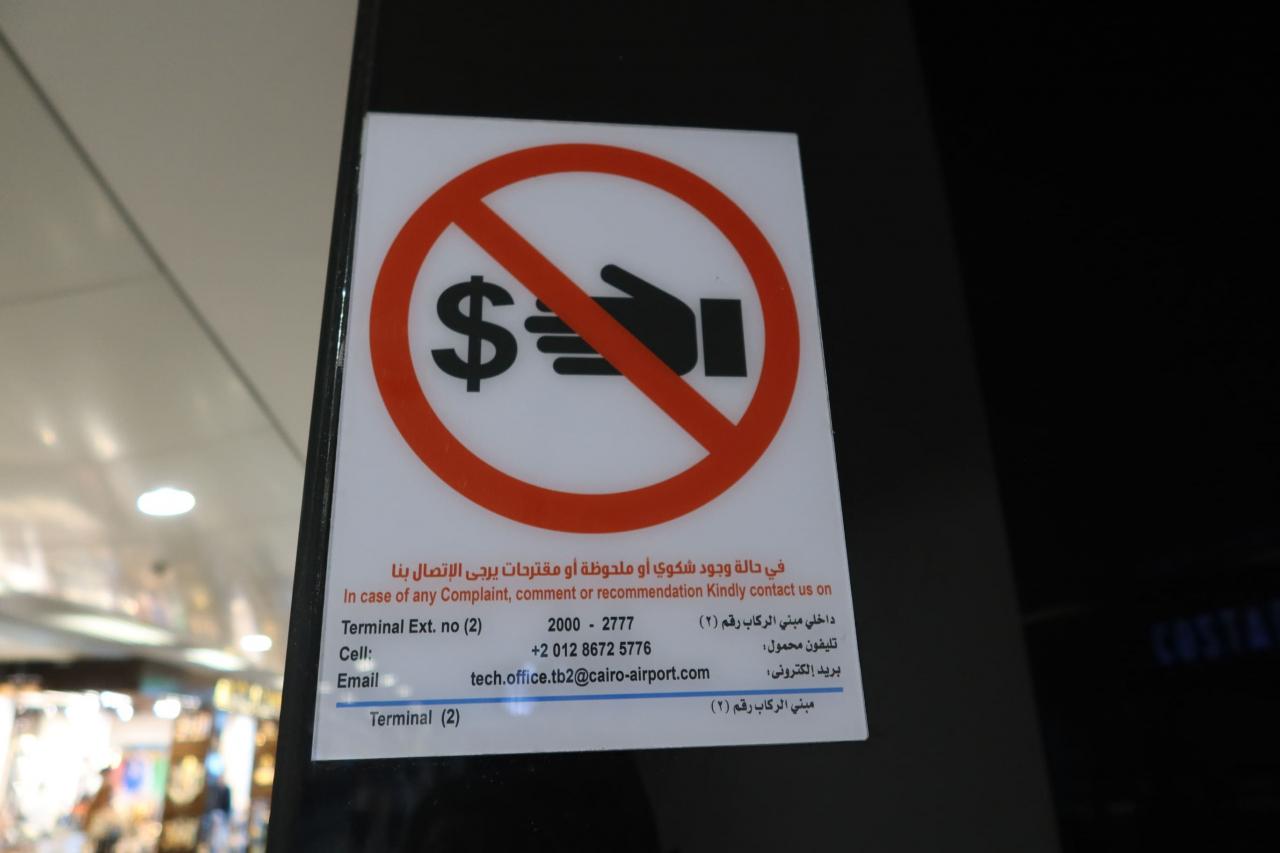 $
في حالة وجود شكوي أو ملحوظة أو مقترحات يرجى الإتصال بنا
In case of any Complaint, comment or recommendation Kindly contact us on
Terminal Ext. no (2) 2000 - 2777 داخلي مبني الركاب رقم (٢)
Cell: +2 012 8672 5776 تليفون محمول:
Email tech.office.tb2@cairo-airport.com بريد إلكترونى:
Terminal (2) مبني الركاب رقم (٢)
COSTA